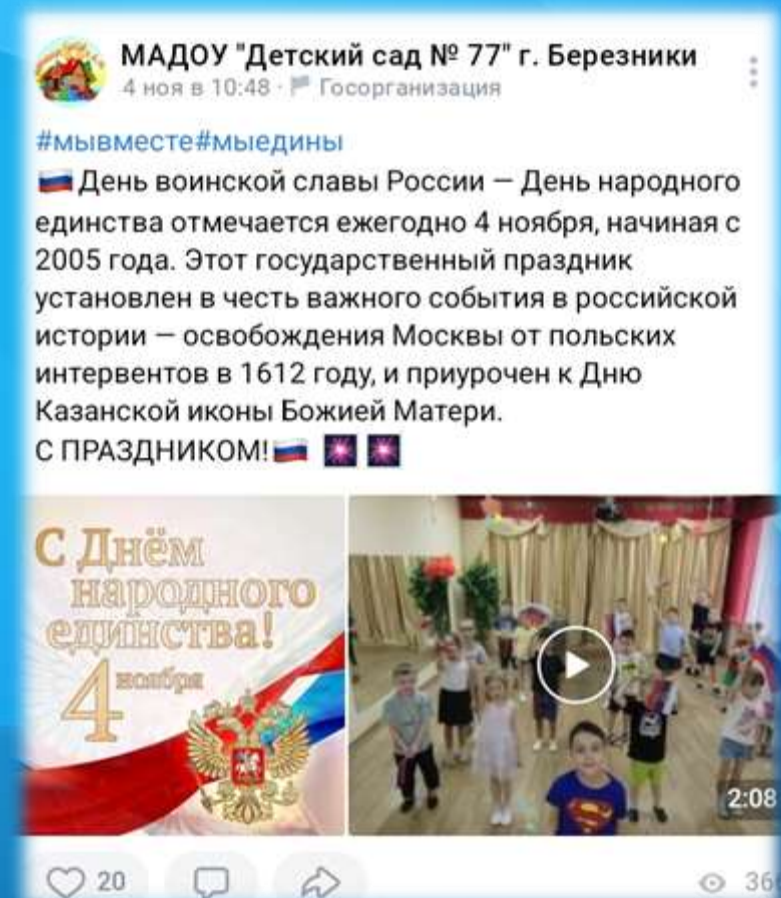 МАДОУ "Детский сад № 77" г. Березники
4 ноя в 10:48 · Госорганизация
#мывместе#мыедины
День воинской славы России — День народного
единства отмечается ежегодно 4 ноября, начиная с
2005 года. Этот государственный праздник
установлен в честь важного события в российской
истории — освобождения Москвы от польских
интервентов в 1612 году, и приурочен к Дню
Казанской иконы Божией Матери.
С ПРАЗДНИКОМ!
С Днём
народного
единства!
4 ноября
2:08
20